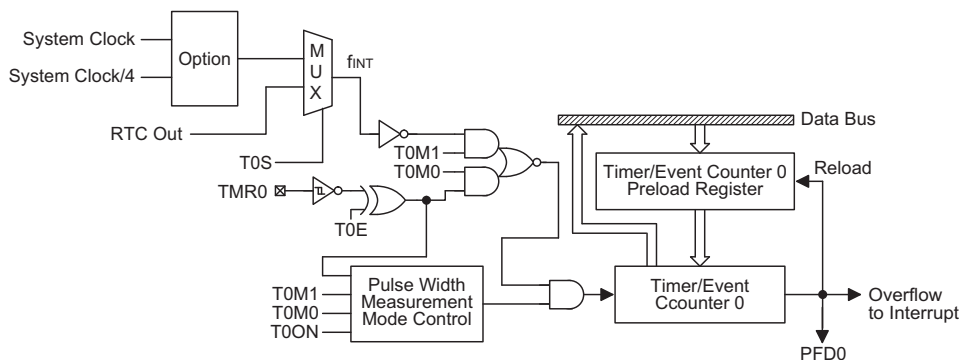 System Clock
System Clock/4
Option
M
U
X
fINT
RTC Out
T0S
Data Bus
T0M1
T0M0
Timer/Event Counter 0
Preload Register
Reload
TMR0
T0E
T0M1
T0M0
T0ON
Pulse Width
Measurement
Mode Control
Timer/Event
Ccounter 0
Overflow
to Interrupt
PFD0